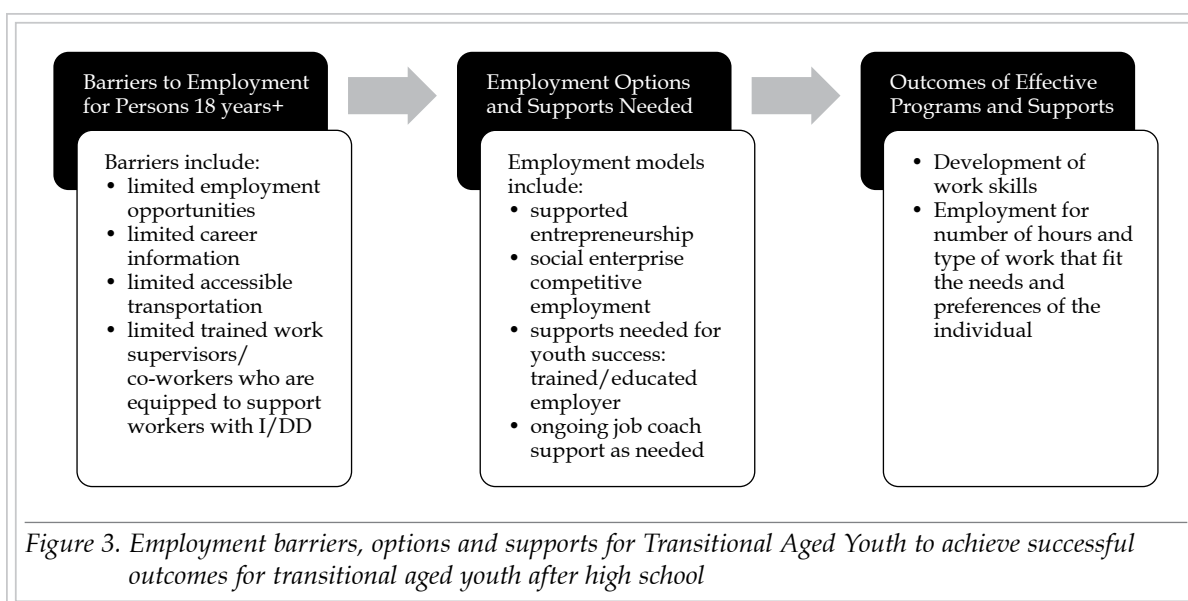 Barriers to Employment
for Persons 18 years+
Barriers include:
• limited employment
opportunities
• limited career
information
• limited accessible
transportation
• limited trained work
supervisors/
co-workers who are
equipped to support
workers with I/DD
Employment Options
and Supports Needed
Employment models
include:
• supported
entrepreneurship
• social enterprise
competitive
employment
• supports needed for
youth success:
trained/educated
employer
• ongoing job coach
support as needed
Outcomes of Effective
Programs and Supports
• Development of
work skills
• Employment for
number of hours and
type of work that fit
the needs and
preferences of the
individual
Figure 3. Employment barriers, options and supports for Transitional Aged Youth to achieve successful
outcomes for transitional aged youth after high school